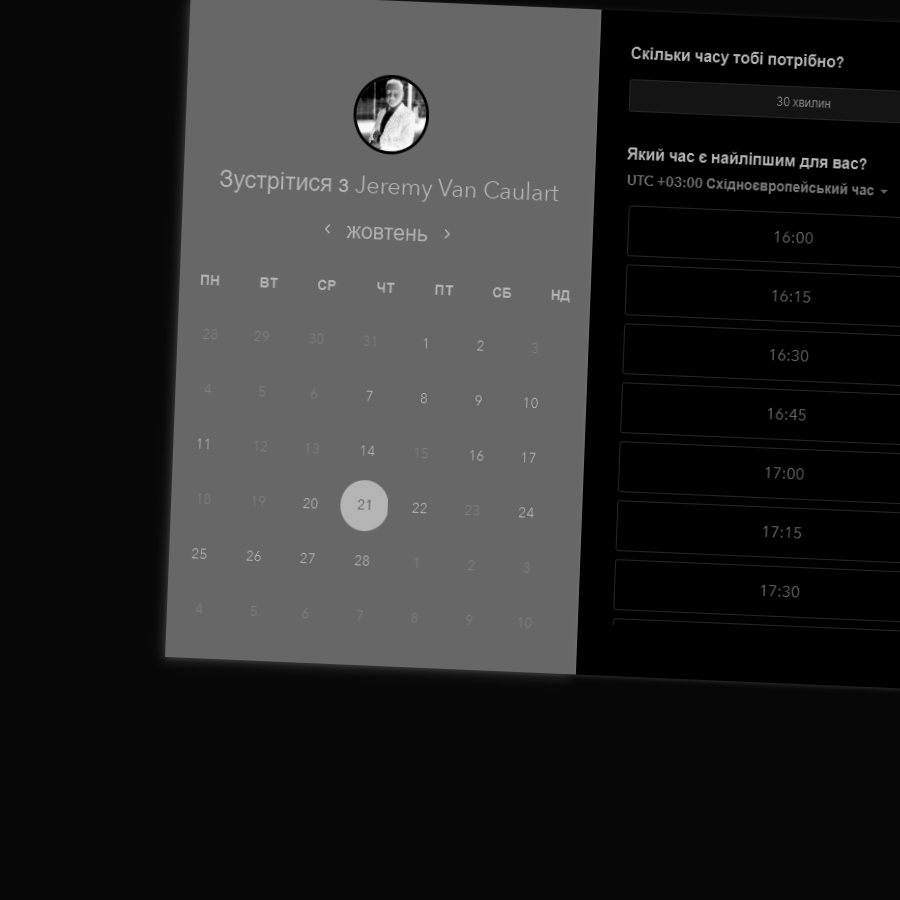 Зустрітися з Jeremy Van Caulart
‹ жовтень ›
ПН ВТ СР ЧТ ПТ СБ НД
28 29 30 31 1 2 3
4 5 6 7 8 9 10
11 12 13 14 15 16 17
18 19 20 21 22 23 24
25 26 27 28 1 2 3
4 5 6 7 8 9 10
Скільки часу тобі потрібно?
30 хвилин
Який час є найліпшим для вас?
UTC +03:00 Східноєвропейський час
16:00
16:15
16:30
16:45
17:00
17:15
17:30